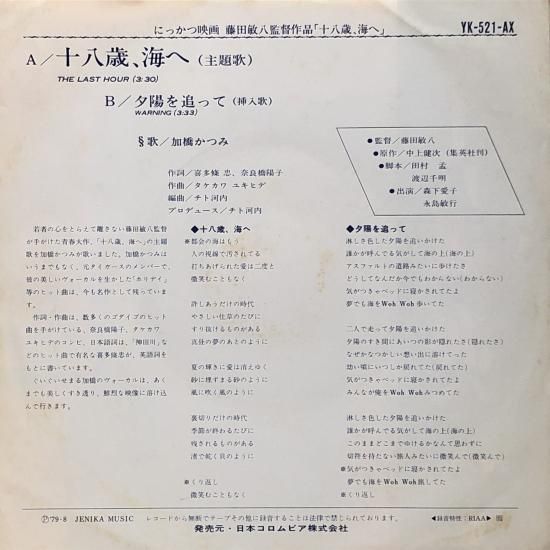 にっかつ映画 藤田敏八監督作品「十八歳、海へ」
YK-521-AX
A/十八歳、海へ(主題歌)
THE LAST HOUR (3:30)
B/夕陽を追って(挿入歌)
WARNING (3:33)
§歌/加橋かつみ
作詞/喜多條 忠、奈良橋陽子
作曲/タケカワ ユキヒデ
編曲/チト河内
プロデュース/チト河内
●監督/藤田敏八
●原作/中上健次(集英社刊)
●脚本/田村 孟
渡辺千明
●出演/森下愛子
永島敏行
若者の心をとらえて離さない藤田敏八監督
が手がけた青春大作、「十八歳、海へ」の主題
歌を加橋かつみが歌いました。加橋かつみは
いうまでもなく、元タイガースのメンバーで、
彼の美しいヴォーカルを生かした「ホリデイ」
等のヒット曲は、今も名作として残っていま
す。
作詞・作曲は、数多くのゴダイゴのヒット
曲を手がけている、奈良橋陽子、タケカワ
ユキヒデのコンビ、日本語詞は、「神田川」な
どのヒット曲で有名な喜多條忠が、英語詞を
もとに書いています。
ぐいぐいせまる加橋のヴォーカルは、あく
までも美しくすき透り、鮮烈な映像に溶け込
んで行きます。
◆十八歳、海へ
※都会の海はもう
人の視線で汚されてる
打ちあげられた愛は二度と
微笑むこともなく
許しあうだけの時代
やさしい仕草のたびに
すり抜けるものがある
真昼の夢のあとのように
夏の輝きに愛は消えゆく
砂に埋まする砂のように
風に吹く風のように
裏切りだけの時代
季節が終わるたびに
残されるものがある
渚で乾く貝のように
※くり返し
微笑むこともなく
◆夕陽を追って
淋しさ色した夕陽を追いかけた
誰かが呼んでる気がして海の上(海の上)
アスファルトの道踏みたいに歩けたさ
どうしてなんだか今でもわからない(わからない)
気がつきゃベッドに寝かされてたよ
夢でも海をWoh Woh歩いてた
二人で走って夕陽を追いかけた
夕陽のすき間にあいつの影が隠れたさ(隠れたさ)
なぜかなつかしい想い出に溶けてった
幼い頃にいつしか戻れてた(戻れてた)
気がつきゃベッドに寝かされてたよ
みんなが俺をWoh Wohみつめてた
淋しさ色した夕陽を追いかけた
誰かが呼んでる気がして海の上(海の上)
このままどこまでゆけるかなんて思わずに
切符を待たない旅人みたいに微笑んで(微笑んで)
※気がつきゃベッドに寝かされてたよ
夢でも海をWoh Woh旅してた
※くり返し
Ⓟ'79・8 JENIKA MUSIC
レコードから無断でテープその他に録音することは法律で禁じられております。
◀録音特性:RIAA▶
発売元・日本コロムビア株式会社